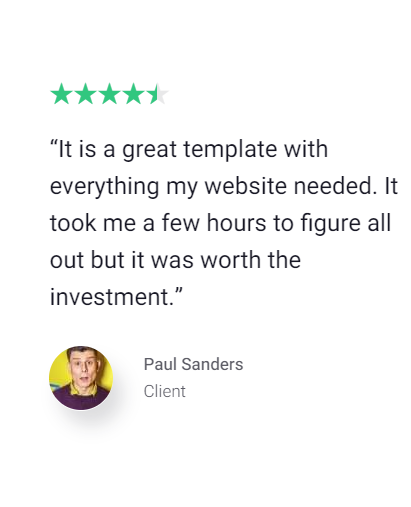 “It is a great template with
everything my website needed. It
took me a few hours to figure all
out but it was worth the
investment.”
Paul Sanders
Client